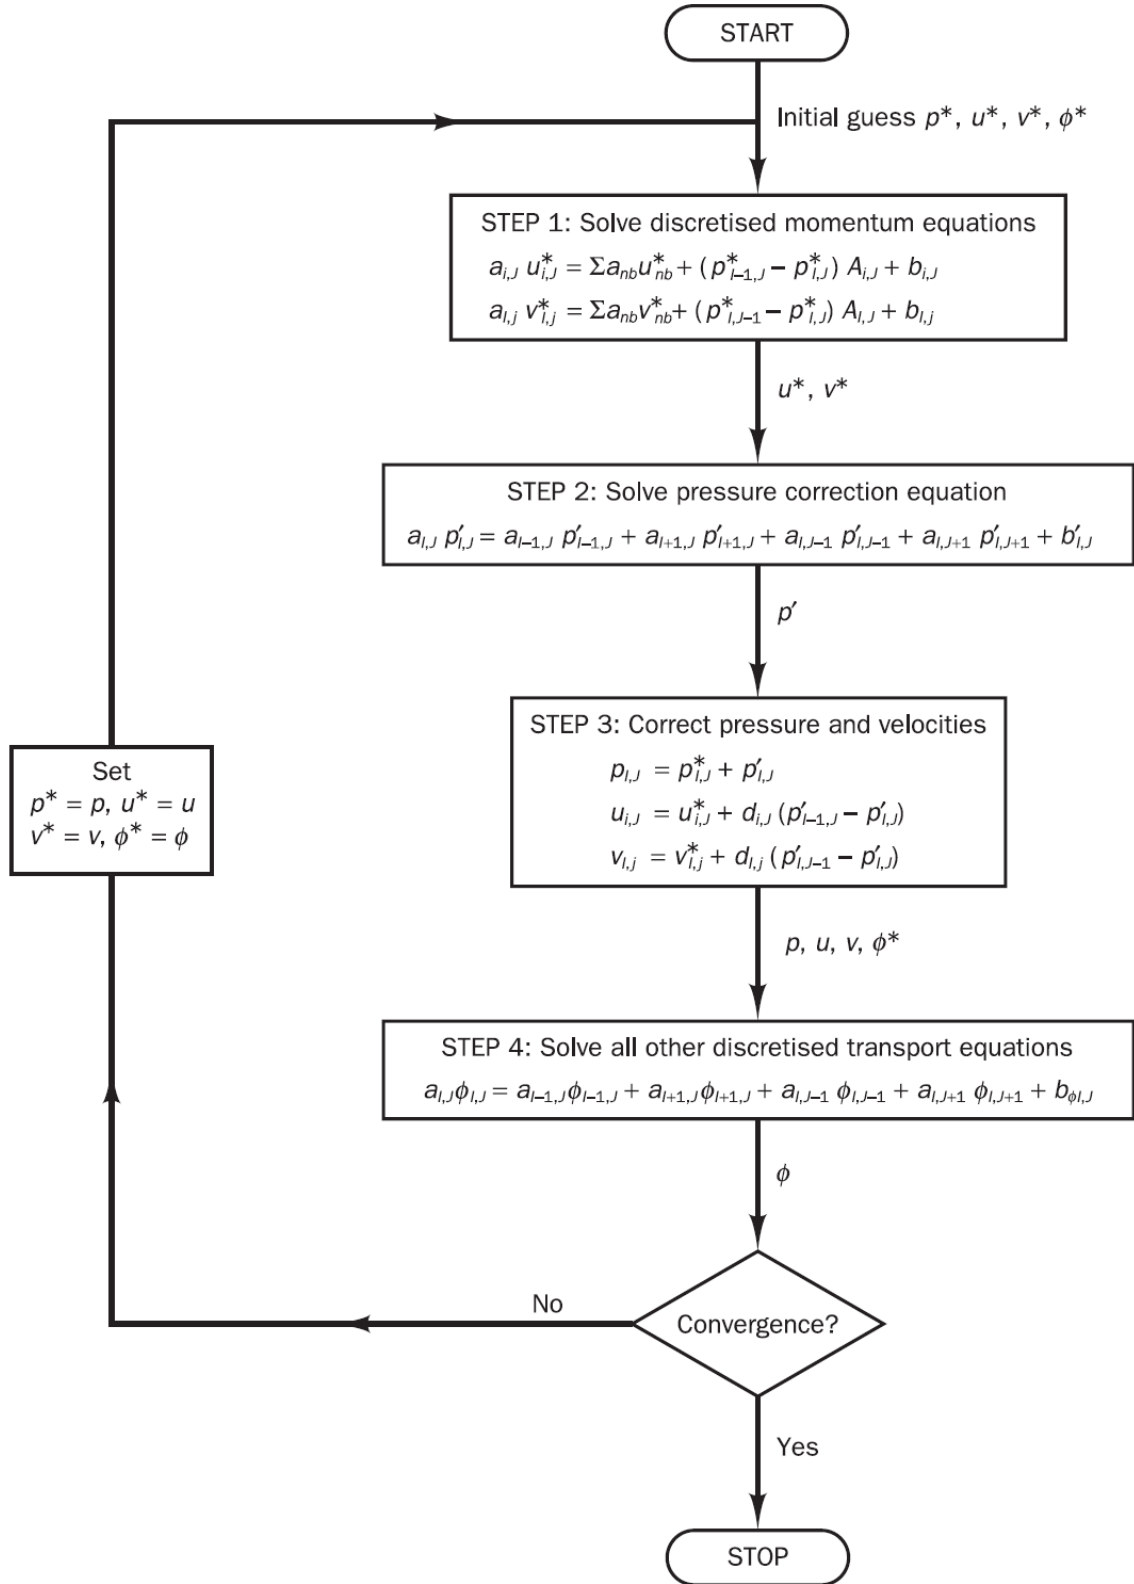 START
Initial guess p*, u*, v*, ϕ*
STEP 1: Solve discretised momentum equations
a_{i,J} u*_{i,J} = Σa_{nb}u*_{nb} + (p*_{I–1,J} – p*_{I,J}) A_{i,J} + b_{i,J}
a_{I,j} v*_{I,j} = Σa_{nb}v*_{nb} + (p*_{I,J–1} – p*_{I,J}) A_{I,J} + b_{I,j}
u*, v*
STEP 2: Solve pressure correction equation
a_{I,J} p′_{I,J} = a_{I–1,J} p′_{I–1,J} + a_{I+1,J} p′_{I+1,J} + a_{I,J–1} p′_{I,J–1} + a_{I,J+1} p′_{I,J+1} + b′_{I,J}
p′
STEP 3: Correct pressure and velocities
p_{I,J} = p*_{I,J} + p′_{I,J}
u_{i,J} = u*_{i,J} + d_{i,J} (p′_{I–1,J} – p′_{I,J})
v_{I,j} = v*_{I,j} + d_{I,j} (p′_{I,J–1} – p′_{I,J})
Set
p* = p, u* = u
v* = v, ϕ* = ϕ
p, u, v, ϕ*
STEP 4: Solve all other discretised transport equations
a_{I,J}ϕ_{I,J} = a_{I–1,J}ϕ_{I–1,J} + a_{I+1,J}ϕ_{I+1,J} + a_{I,J–1} ϕ_{I,J–1} + a_{I,J+1} ϕ_{I,J+1} + b_{ϕI,J}
ϕ
No
Convergence?
Yes
STOP